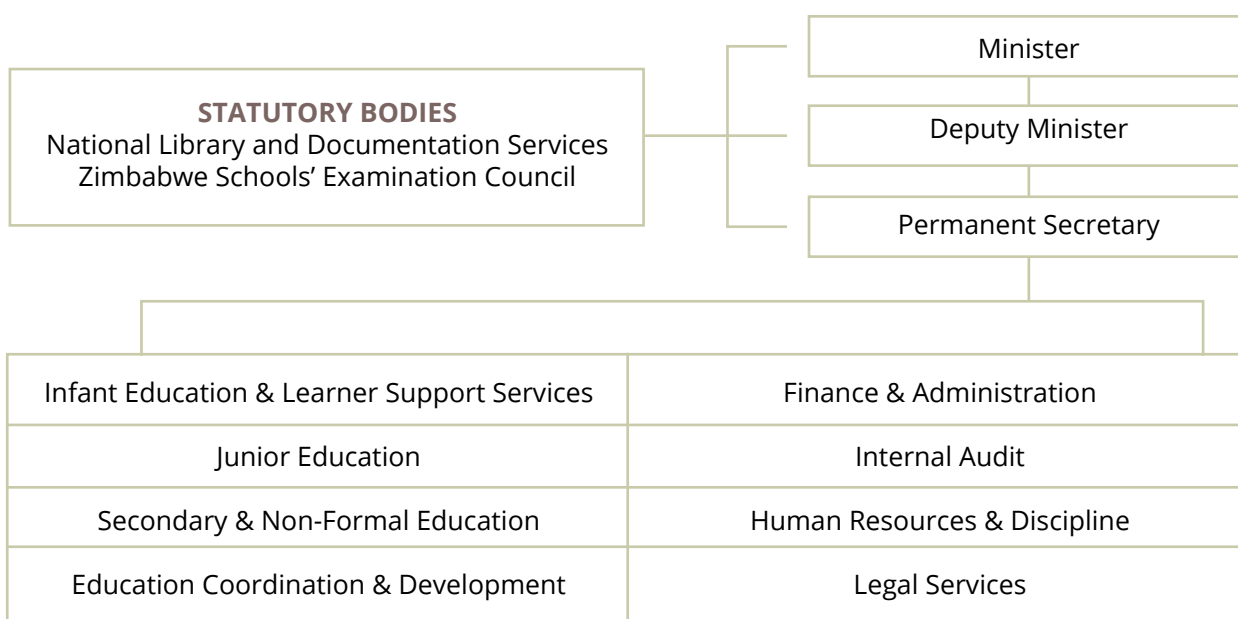 STATUTORY BODIES
National Library and Documentation Services
Zimbabwe Schools’ Examination Council
Minister
Deputy Minister
Permanent Secretary
Infant Education & Learner Support Services
Finance & Administration
Junior Education
Internal Audit
Secondary & Non-Formal Education
Human Resources & Discipline
Education Coordination & Development
Legal Services